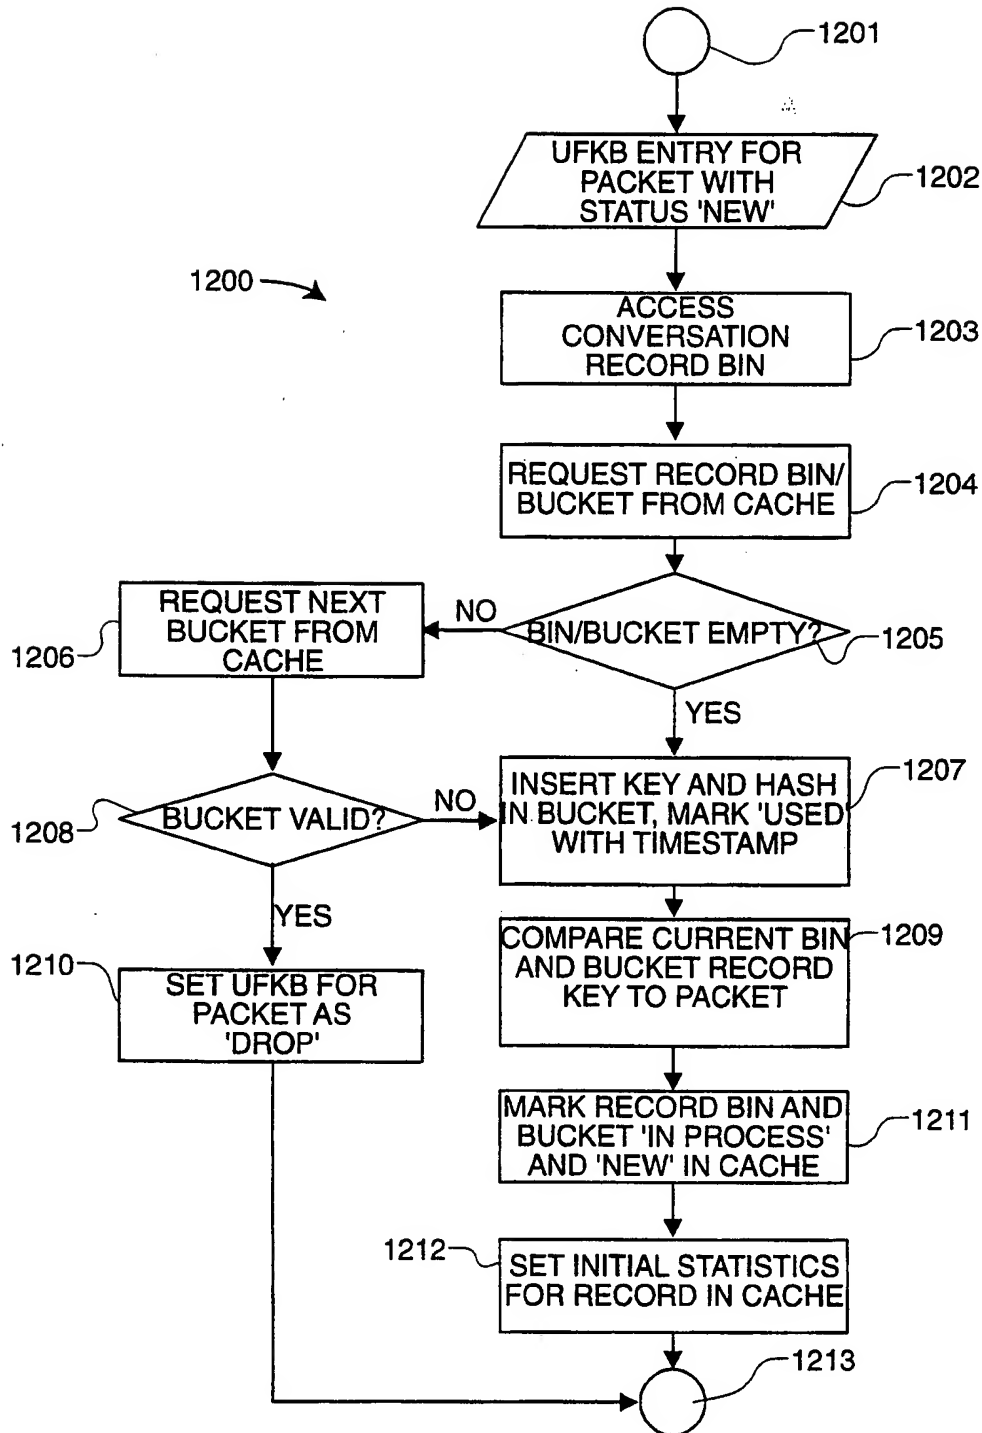 1201
UFKB ENTRY FOR
PACKET WITH
STATUS 'NEW'
1202
1200
ACCESS
CONVERSATION
RECORD BIN
1203
REQUEST RECORD BIN/
BUCKET FROM CACHE
1204
BIN/BUCKET EMPTY?
1205
NO
YES
REQUEST NEXT
BUCKET FROM
CACHE
1206
BUCKET VALID?
1208
NO
YES
INSERT KEY AND HASH
IN BUCKET, MARK 'USED
WITH TIMESTAMP
1207
COMPARE CURRENT BIN
AND BUCKET RECORD
KEY TO PACKET
1209
1210
SET UFKB FOR
PACKET AS
'DROP'
MARK RECORD BIN AND
BUCKET 'IN PROCESS'
AND 'NEW' IN CACHE
1211
1212
SET INITIAL STATISTICS
FOR RECORD IN CACHE
1213